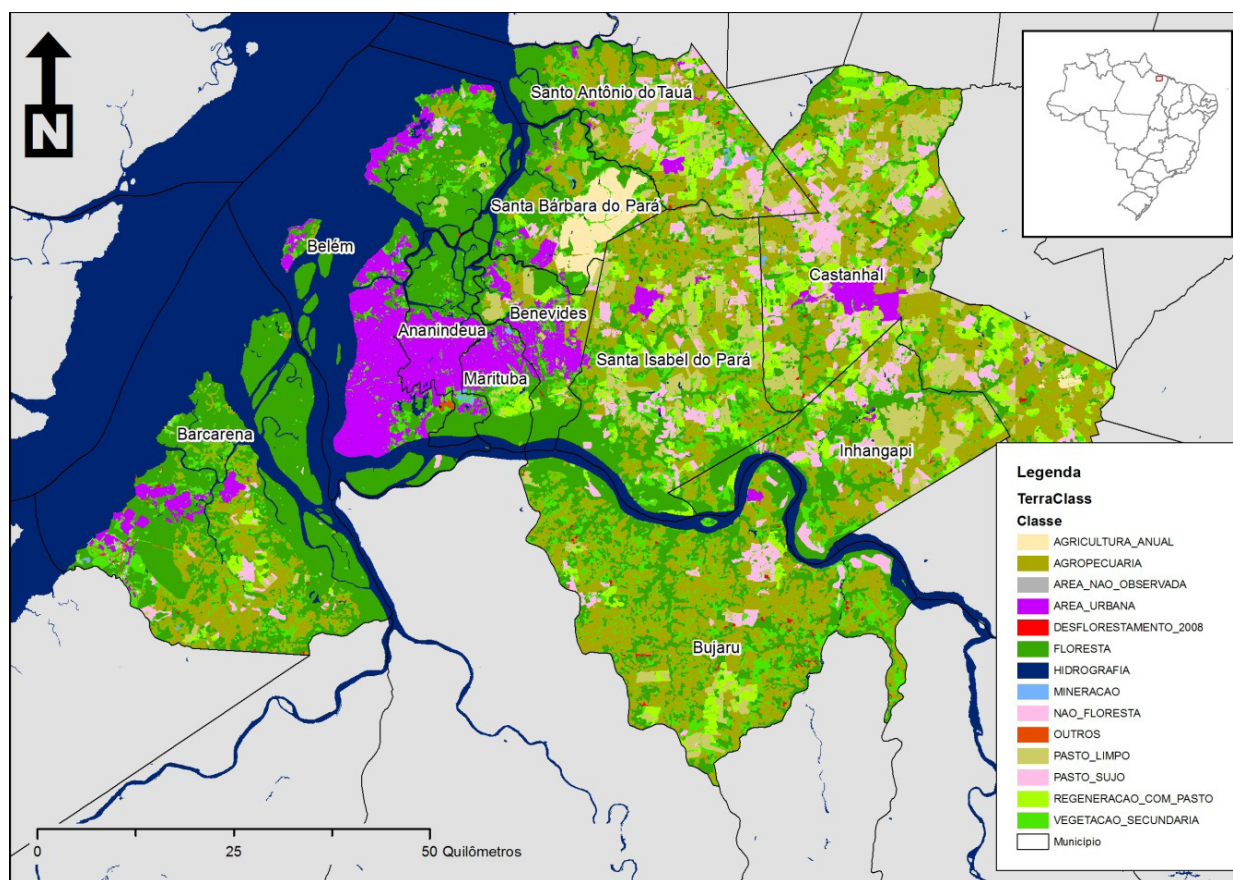 N
Santo Antônio do Tauá
Santa Bárbara do Pará
Belém
Castanhal
Benevides
Ananindeua
Santa Isabel do Pará
Marituba
Barcarena
Inhangapi
Bujaru
Legenda
TerraClass
Classe
AGRICULTURA_ANUAL
AGROPECUARIA
AREA_NAO_OBSERVADA
AREA_URBANA
DESFLORESTAMENTO_2008
FLORESTA
HIDROGRAFIA
MINERACAO
NAO_FLORESTA
OUTROS
PASTO_LIMPO
PASTO_SUJO
REGENERACAO_COM_PASTO
VEGETACAO_SECUNDARIA
Município
0 25 50 Quilômetros